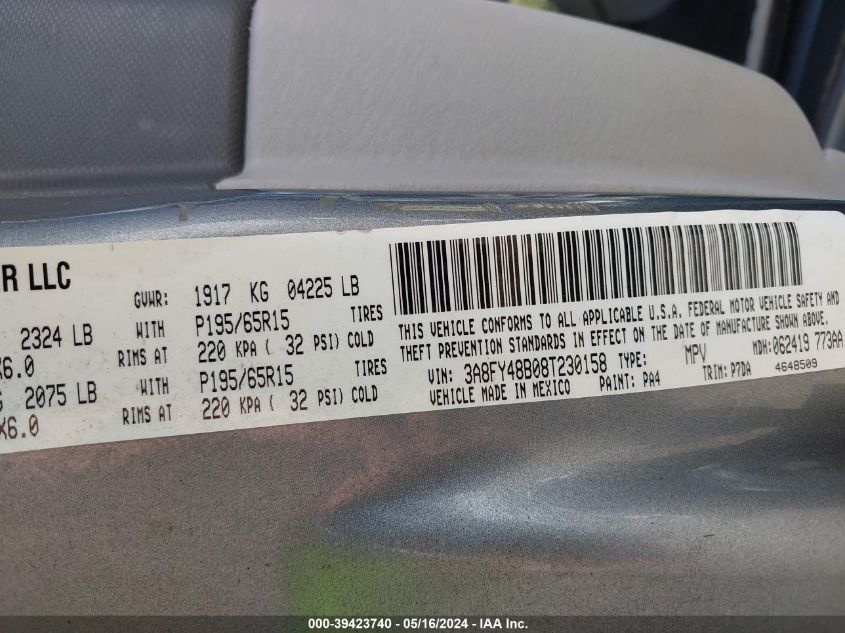 R LLC
GVWR: 1917 KG 04225 LB
2324 LB WITH P195/65R15 TIRES
X6.0 RIMS AT 220 KPA ( 32 PSI) COLD
G 2075 LB WITH P195/65R15 TIRES
X6.0 RIMS AT 220 KPA ( 32 PSI) COLD
THIS VEHICLE CONFORMS TO ALL APPLICABLE U.S.A. FEDERAL MOTOR VEHICLE SAFETY AND
THEFT PREVENTION STANDARDS IN EFFECT ON THE DATE OF MANUFACTURE SHOWN ABOVE.
VIN: 3A8FY48B08T230158 TYPE: MPV MDH: 062419 773AA
VEHICLE MADE IN MEXICO PAINT: PA4 TRIM: P7DA 4648509
000-39423740 - 05/16/2024 - IAA Inc.